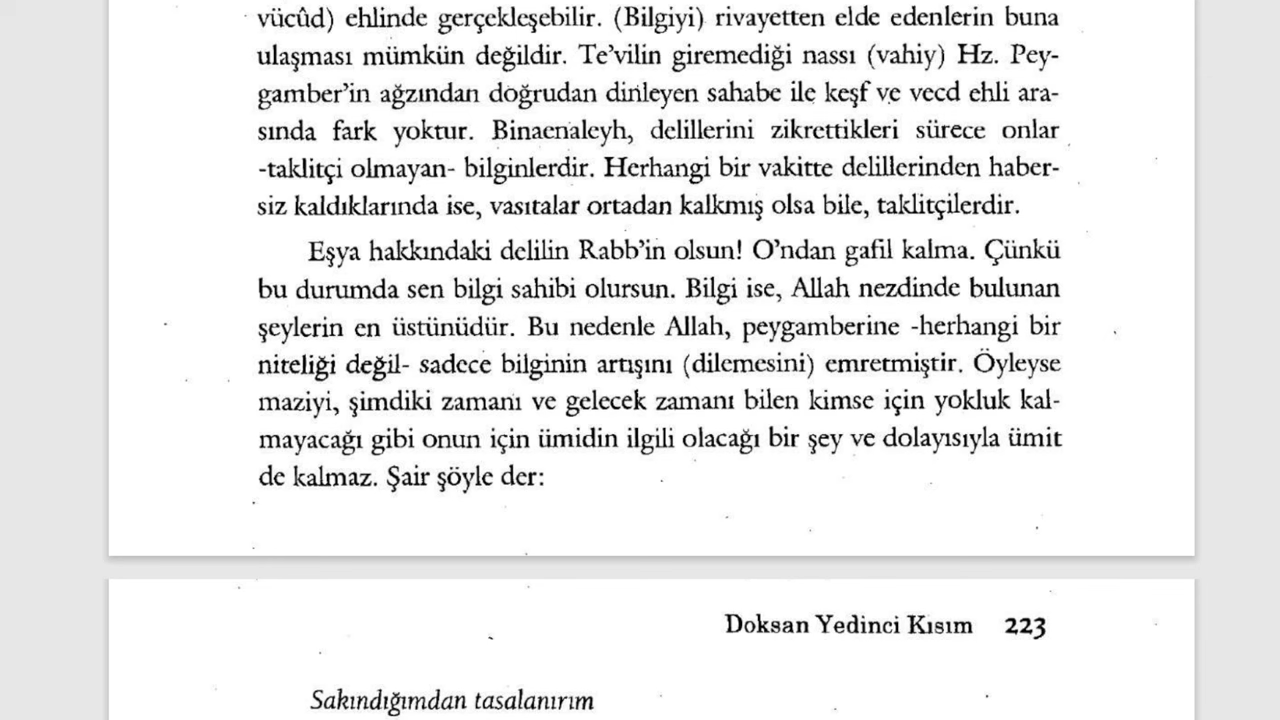 vücûd) ehlinde gerçekleşebilir. (Bilgiyi) rivayetten elde edenlerin buna
ulaşması mümkün değildir. Te'vilin giremediği nassı (vahiy) Hz. Pey-
gamber'in ağzından doğrudan dinleyen sahabe ile keşf ve vecd ehli ara-
sında fark yoktur. Binaenaleyh, delillerini zikrettikleri sürece onlar
-taklitçi olmayan- bilginlerdir. Herhangi bir vakitte delillerinden haber-
siz kaldıklarında ise, vasıtalar ortadan kalkmış olsa bile, taklitçilerdir.
Eşya hakkındaki delilin Rabb'in olsun! O'ndan gafil kalma. Çünkü
bu durumda sen bilgi sahibi olursun. Bilgi ise, Allah nezdinde bulunan
şeylerin en üstünüdür. Bu nedenle Allah, peygamberine -herhangi bir
niteliği değil- sadece bilginin artışını (dilemesini) emretmiştir. Öyleyse
maziyi, şimdiki zamanı ve gelecek zamanı bilen kimse için yokluk kal-
mayacağı gibi onun için ümidin ilgili olacağı bir şey ve dolayısıyla ümit
de kalmaz. Şair şöyle der:
Doksan Yedinci Kısım 223
Sakındığımdan tasalanırım